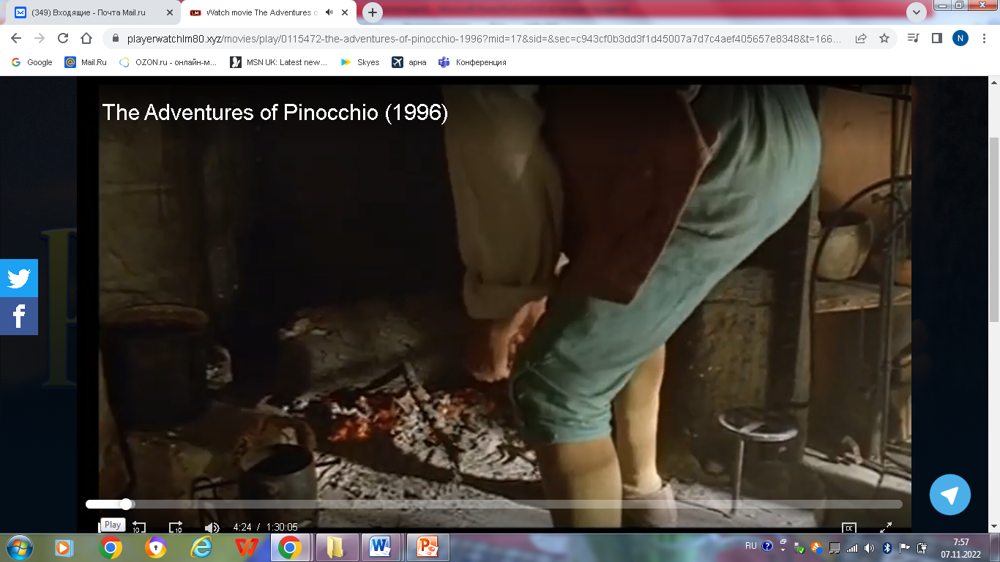 (349) Входящие - Почта Mail.ru
Watch movie The Adventures o
playerwatchlm80.xyz/movies/play/0115472-the-adventures-of-pinocchio-1996?mid=17&sid=&sec=c943cf0b3dd3f1d45007a7d7c4aef405657e8348&t=166...
N
Google
Mail.Ru
OZON.ru - онлайн-м...
MSN UK: Latest new...
Skyes
арна
Конференция
The Adventures of Pinocchio (1996)
Play
10
10
4:24 / 1:30:05
RU
7:57
07.11.2022